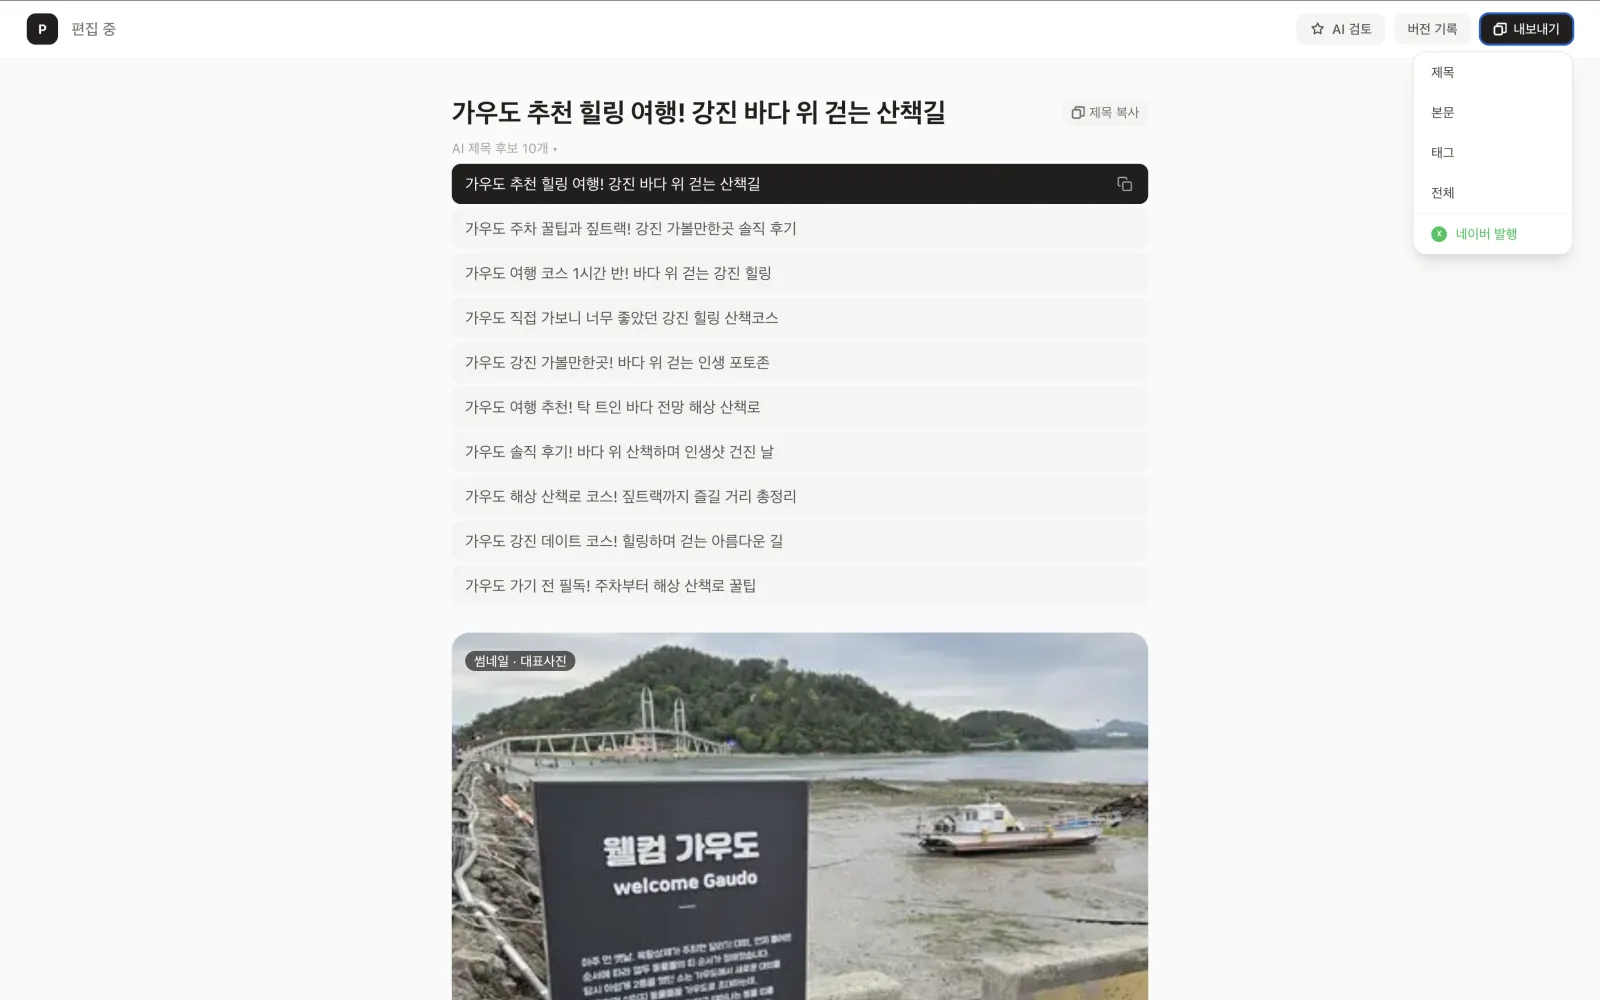 P 편집 중
AI 검토 버전 기록 내보내기
제목
본문
태그
전체
네이버 발행
가우도 추천 힐링 여행! 강진 바다 위 걷는 산책길
제목 복사
AI 제목 후보 10개
가우도 추천 힐링 여행! 강진 바다 위 걷는 산책길
가우도 주차 꿀팁과 짚트랙! 강진 가볼만한곳 솔직 후기
가우도 여행 코스 1시간 반! 바다 위 걷는 강진 힐링
가우도 직접 가보니 너무 좋았던 강진 힐링 산책코스
가우도 강진 가볼만한곳! 바다 위 걷는 인생 포토존
가우도 여행 추천! 탁 트인 바다 전망 해상 산책로
가우도 솔직 후기! 바다 위 산책하며 인생샷 건진 날
가우도 해상 산책로 코스! 짚트랙까지 즐길 거리 총정리
가우도 강진 데이트 코스! 힐링하며 걷는 아름다운 길
가우도 가기 전 필독! 주차부터 해상 산책로 꿀팁
썸네일 · 대표사진
웰컴 가우도
welcome Gaudo